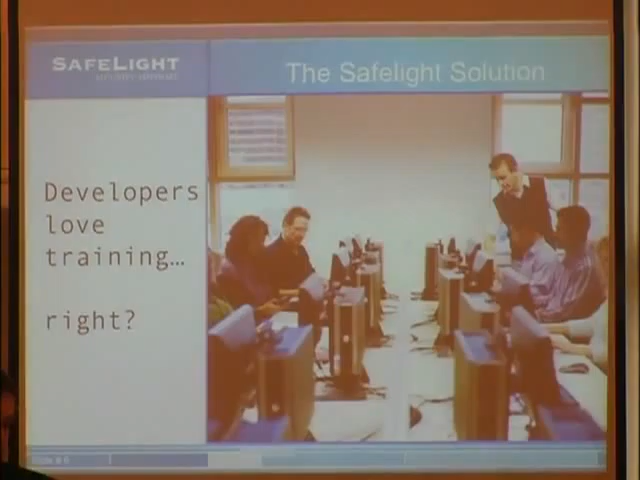 SAFELIGHT
The Safelight Solution
Developers
love
training...
right?